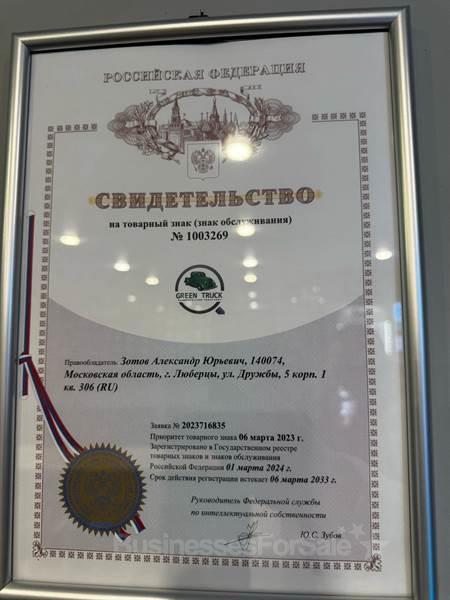 РОССИЙСКАЯ ФЕДЕРАЦИЯ
СВИДЕТЕЛЬСТВО
на товарный знак (знак обслуживания)
№ 1003269
GREEN TRUCK
Правообладатель: Зотов Александр Юрьевич, 140074,
Московская область, г. Люберцы, ул. Дружбы, 5 корп. 1
кв. 306 (RU)
Заявка № 2023716835
Приоритет товарного знака 06 марта 2023 г.
Зарегистрировано в Государственном реестре
товарных знаков и знаков обслуживания
Российской Федерации 01 марта 2024 г.
Срок действия регистрации истекает 06 марта 2033 г.
Руководитель Федеральной службы
по интеллектуальной собственности
Ю.С. Зубов
BusinessesForSale